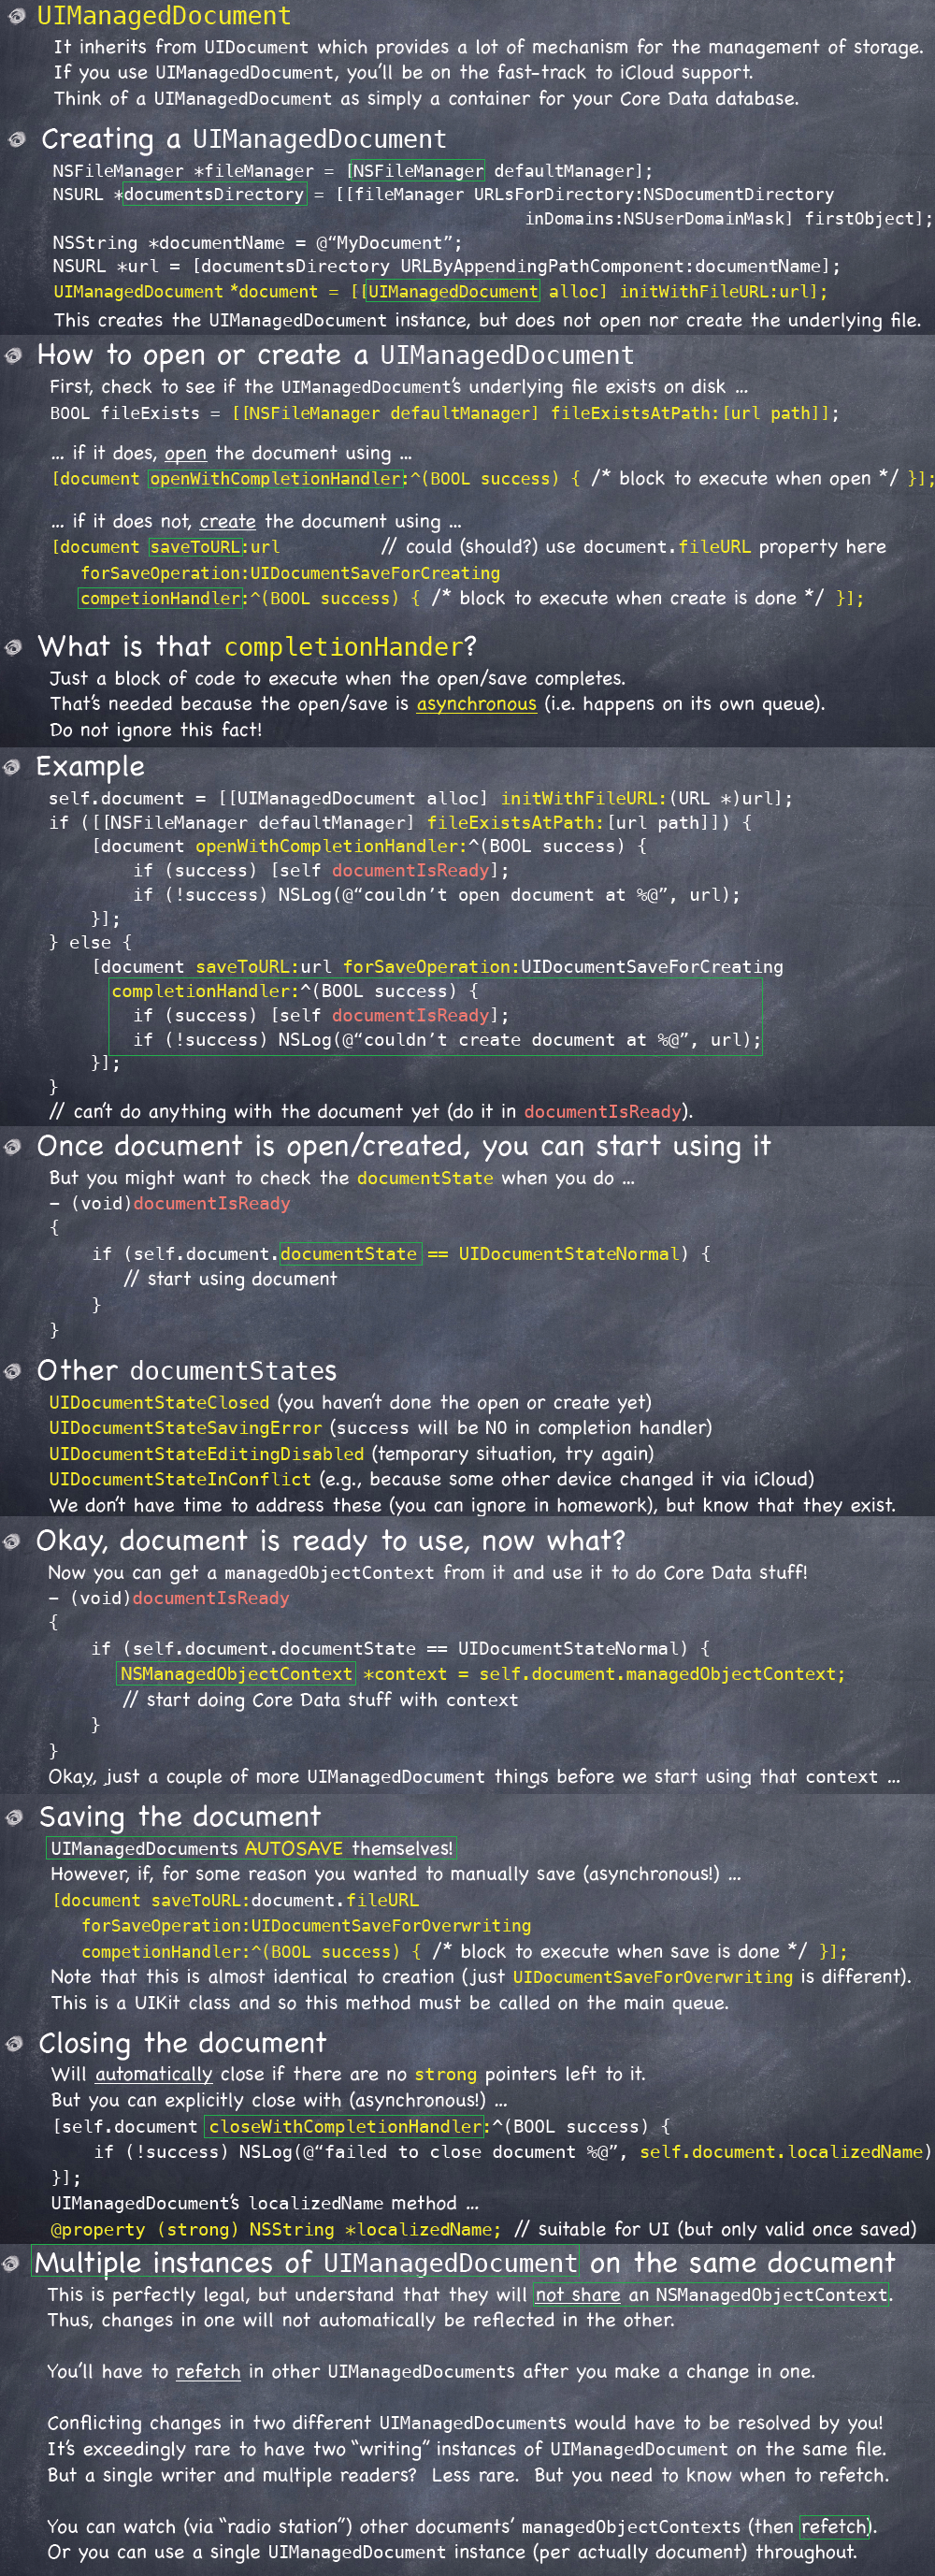 UIManagedDocument
It inherits from UIDocument which provides a lot of mechanism for the management of storage.
If you use UIManagedDocument, you'll be on the fast-track to iCloud support.
Think of a UIManagedDocument as simply a container for your Core Data database.
Creating a UIManagedDocument
NSFileManager *fileManager = [NSFileManager defaultManager];
NSURL *documentsDirectory = [[fileManager URLsForDirectory:NSDocumentDirectory
inDomains:NSUserDomainMask] firstObject];
NSString *documentName = @“MyDocument”;
NSURL *url = [documentsDirectory URLByAppendingPathComponent:documentName];
UIManagedDocument *document = [[UIManagedDocument alloc] initWithFileURL:url];
This creates the UIManagedDocument instance, but does not open nor create the underlying file.
How to open or create a UIManagedDocument
First, check to see if the UIManagedDocument's underlying file exists on disk ...
BOOL fileExists = [[NSFileManager defaultManager] fileExistsAtPath:[url path]];
... if it does, open the document using ...
[document openWithCompletionHandler:^(BOOL success) { /* block to execute when open */ }];
... if it does not, create the document using ...
[document saveToURL:url // could (should?) use document.fileURL property here
forSaveOperation:UIDocumentSaveForCreating
competionHandler:^(BOOL success) { /* block to execute when create is done */ }];
What is that completionHander?
Just a block of code to execute when the open/save completes.
That's needed because the open/save is asynchronous (i.e. happens on its own queue).
Do not ignore this fact!
Example
self.document = [[UIManagedDocument alloc] initWithFileURL:(URL *)url];
if ([[NSFileManager defaultManager] fileExistsAtPath:[url path]]) {
[document openWithCompletionHandler:^(BOOL success) {
if (success) [self documentIsReady];
if (!success) NSLog(@“couldn't open document at %@”, url);
}];
} else {
[document saveToURL:url forSaveOperation:UIDocumentSaveForCreating
completionHandler:^(BOOL success) {
if (success) [self documentIsReady];
if (!success) NSLog(@“couldn't create document at %@”, url);
}];
}
// can't do anything with the document yet (do it in documentIsReady).
Once document is open/created, you can start using it
But you might want to check the documentState when you do ...
- (void)documentIsReady
{
if (self.document.documentState == UIDocumentStateNormal) {
// start using document
}
}
Other documentStates
UIDocumentStateClosed (you haven't done the open or create yet)
UIDocumentStateSavingError (success will be NO in completion handler)
UIDocumentStateEditingDisabled (temporary situation, try again)
UIDocumentStateInConflict (e.g., because some other device changed it via iCloud)
We don't have time to address these (you can ignore in homework), but know that they exist.
Okay, document is ready to use, now what?
Now you can get a managedObjectContext from it and use it to do Core Data stuff!
- (void)documentIsReady
{
if (self.document.documentState == UIDocumentStateNormal) {
NSManagedObjectContext *context = self.document.managedObjectContext;
// start doing Core Data stuff with context
}
}
Okay, just a couple of more UIManagedDocument things before we start using that context ...
Saving the document
UIManagedDocuments AUTOSAVE themselves!
However, if, for some reason you wanted to manually save (asynchronous!) ...
[document saveToURL:document.fileURL
forSaveOperation:UIDocumentSaveForOverwriting
competionHandler:^(BOOL success) { /* block to execute when save is done */ }];
Note that this is almost identical to creation (just UIDocumentSaveForOverwriting is different).
This is a UIKit class and so this method must be called on the main queue.
Closing the document
Will automatically close if there are no strong pointers left to it.
But you can explicitly close with (asynchronous!) ...
[self.document closeWithCompletionHandler:^(BOOL success) {
if (!success) NSLog(@“failed to close document %@”, self.document.localizedName)
}];
UIManagedDocument's localizedName method ...
@property (strong) NSString *localizedName; // suitable for UI (but only valid once saved)
Multiple instances of UIManagedDocument on the same document
This is perfectly legal, but understand that they will not share an NSManagedObjectContext.
Thus, changes in one will not automatically be reflected in the other.
You'll have to refetch in other UIManagedDocuments after you make a change in one.
Conflicting changes in two different UIManagedDocuments would have to be resolved by you!
It's exceedingly rare to have two “writing” instances of UIManagedDocument on the same file.
But a single writer and multiple readers? Less rare. But you need to know when to refetch.
You can watch (via “radio station”) other documents' managedObjectContexts (then refetch).
Or you can use a single UIManagedDocument instance (per actually document) throughout.